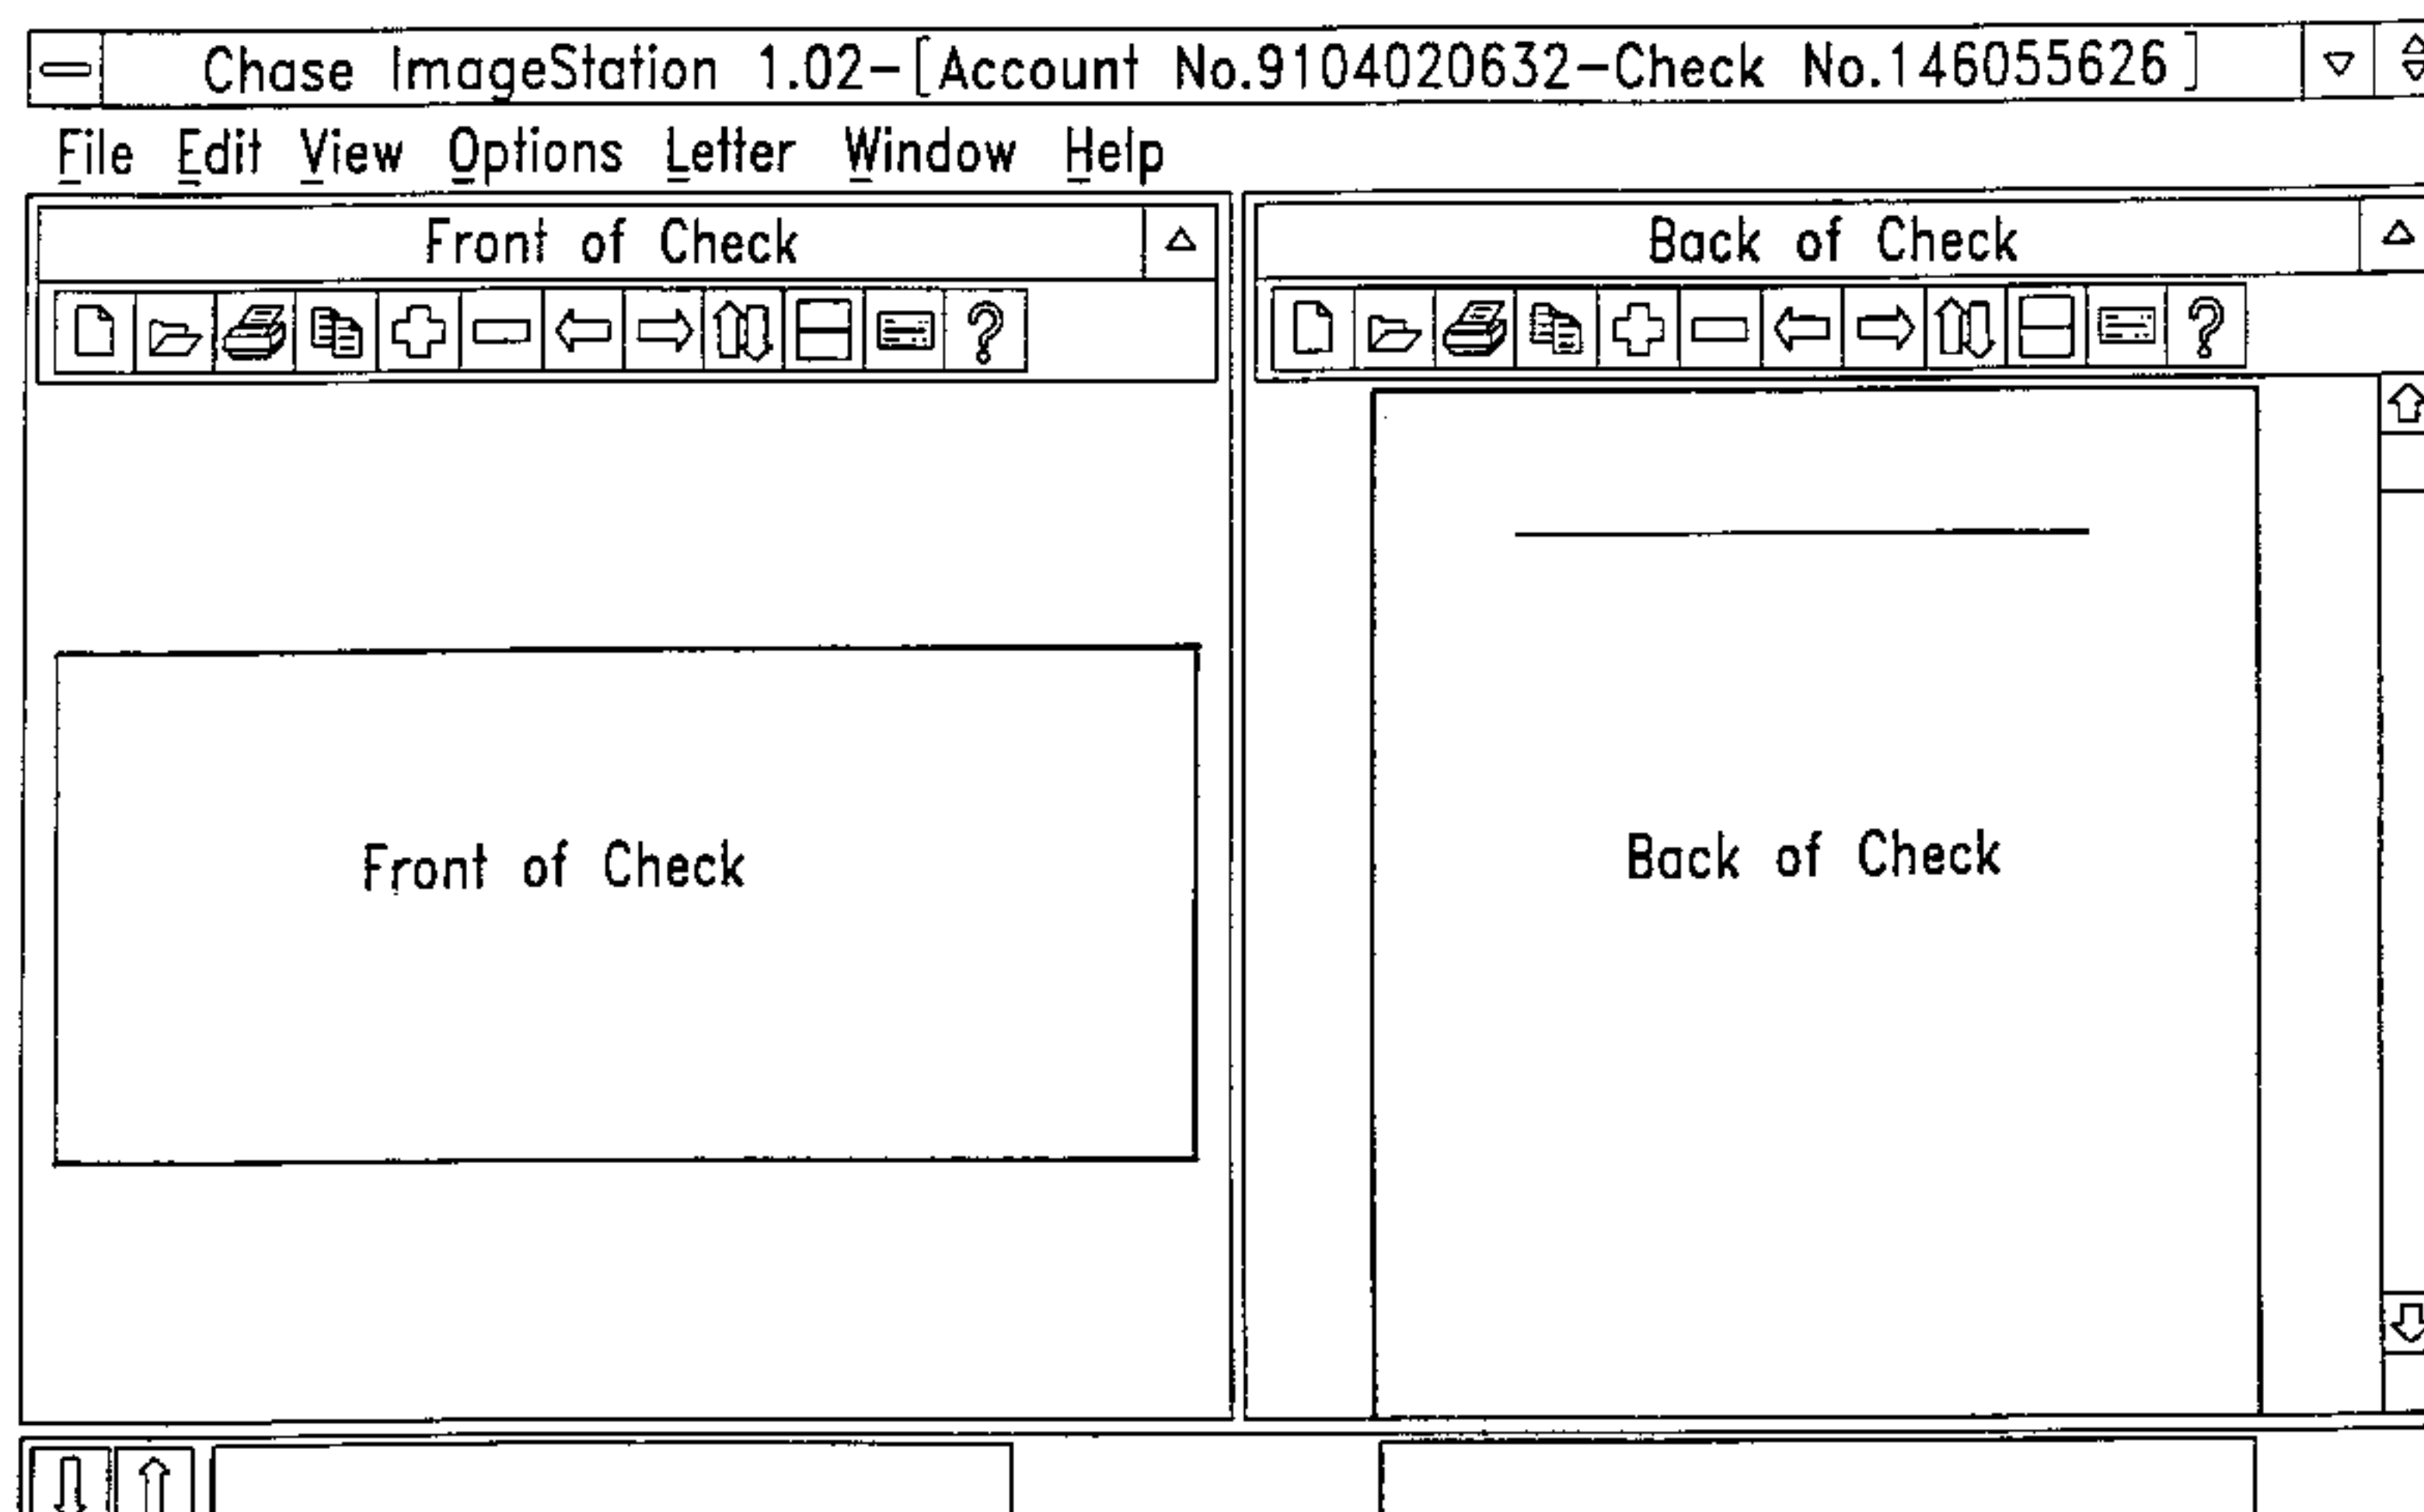 Chase ImageStation 1.02-[Account No.9104020632-Check No.146055626]
File Edit View Options Letter Window Help
Front of Check
Back of Check
Front of Check
Back of Check